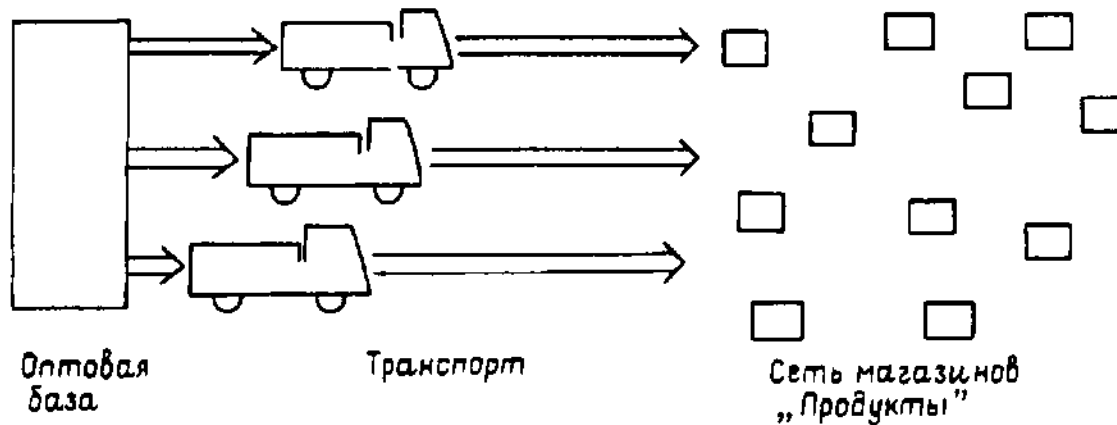 Оптовая
база
Транспорт
Сеть магазинов
„Продукты”